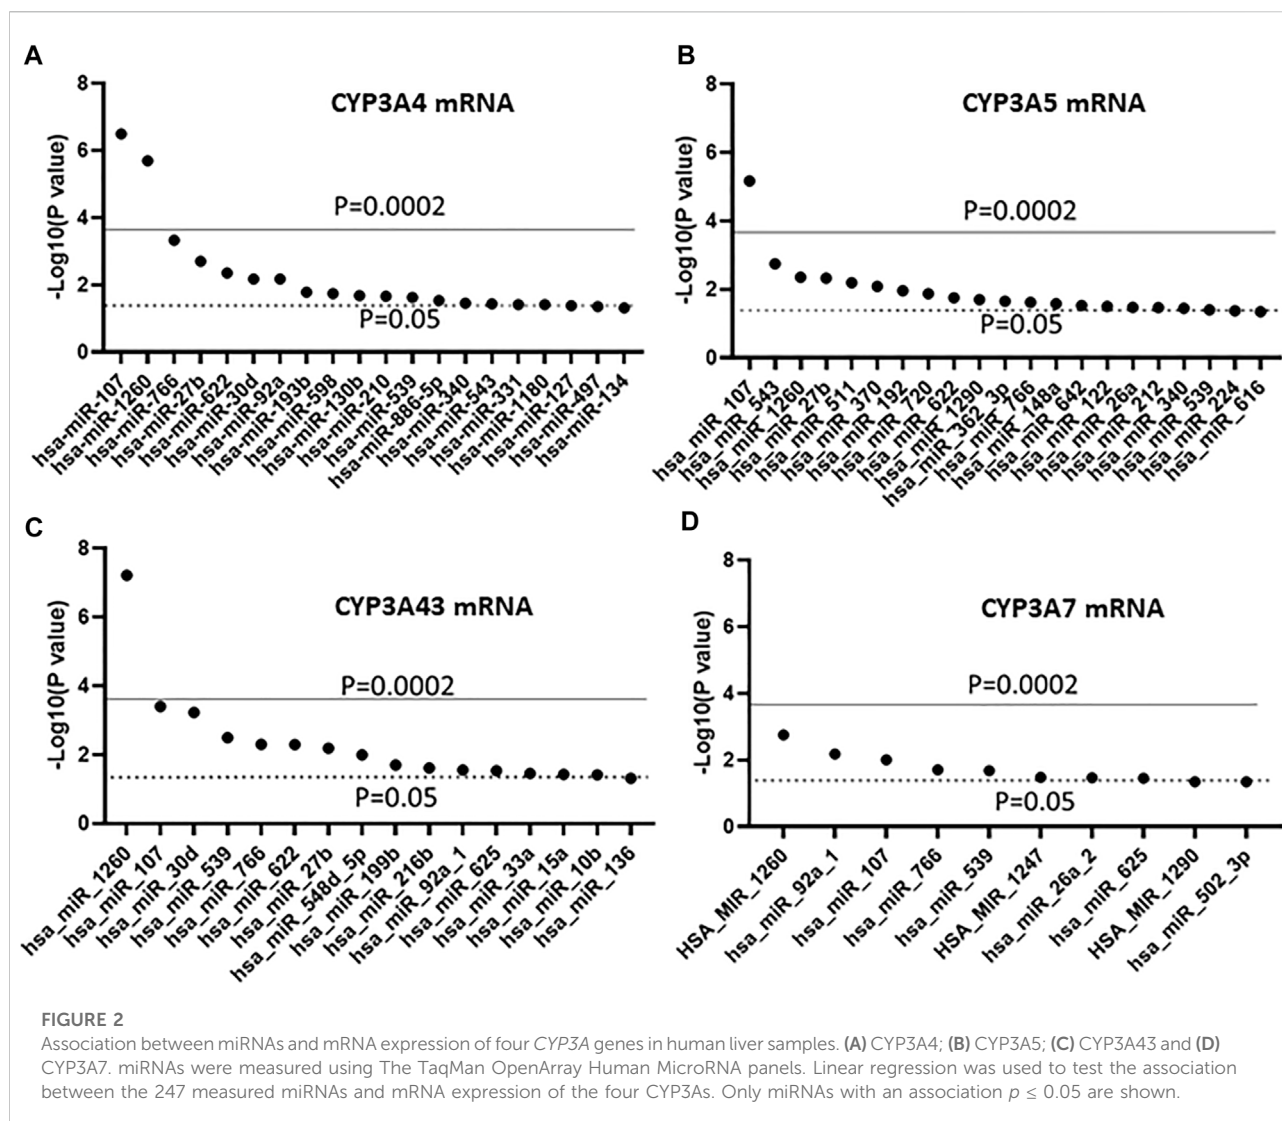 A
CYP3A4 mRNA
-Log10(P value)
8
6
4
2
0
P=0.0002
P=0.05
hsa-miR-107
hsa-miR-1260
hsa-miR-766
hsa-miR-27b
hsa-miR-622
hsa-miR-30d
hsa-miR-92a
hsa-miR-193b
hsa-miR-598
hsa-miR-130b
hsa-miR-210
hsa-miR-539
hsa-miR-886-5p
hsa-miR-340
hsa-miR-543
hsa-miR-331
hsa-miR-1180
hsa-miR-127
hsa-miR-497
hsa-miR-134
B
CYP3A5 mRNA
-Log10(P value)
8
6
4
2
0
P=0.0002
P=0.05
hsa_miR_107
hsa_miR_543
hsa_miR_1260
hsa_miR_27b
hsa_miR_511
hsa_miR_370
hsa_miR_192
hsa_miR_720
hsa_miR_622
hsa_miR_1290
hsa_miR_362_3p
hsa_miR_766
hsa_miR_148a
hsa_miR_642
hsa_miR_122
hsa_miR_26a
hsa_miR_212
hsa_miR_340
hsa_miR_539
hsa_miR_224
hsa_miR_616
C
CYP3A43 mRNA
-Log10(P value)
8
6
4
2
0
P=0.0002
P=0.05
hsa_miR_1260
hsa_miR_107
hsa_miR_30d
hsa_miR_539
hsa_miR_766
hsa_miR_622
hsa_miR_27b
hsa_miR_548d_5p
hsa_miR_199b
hsa_miR_216b
hsa_miR_92a_1
hsa_miR_625
hsa_miR_33a
hsa_miR_15a
hsa_miR_10b
hsa_miR_136
D
CYP3A7 mRNA
-Log10(P value)
8
6
4
2
0
P=0.0002
P=0.05
HSA_MIR_1260
hsa_miR_92a_1
hsa_miR_107
hsa_miR_766
hsa_miR_539
HSA_MIR_1247
hsa_miR_26a_2
hsa_miR_625
HSA_MIR_1290
hsa_miR_502_3p
FIGURE 2
Association between miRNAs and mRNA expression of four CYP3A genes in human liver samples. (A) CYP3A4; (B) CYP3A5; (C) CYP3A43 and (D)
CYP3A7. miRNAs were measured using The TaqMan OpenArray Human MicroRNA panels. Linear regression was used to test the association
between the 247 measured miRNAs and mRNA expression of the four CYP3As. Only miRNAs with an association p ≤ 0.05 are shown.